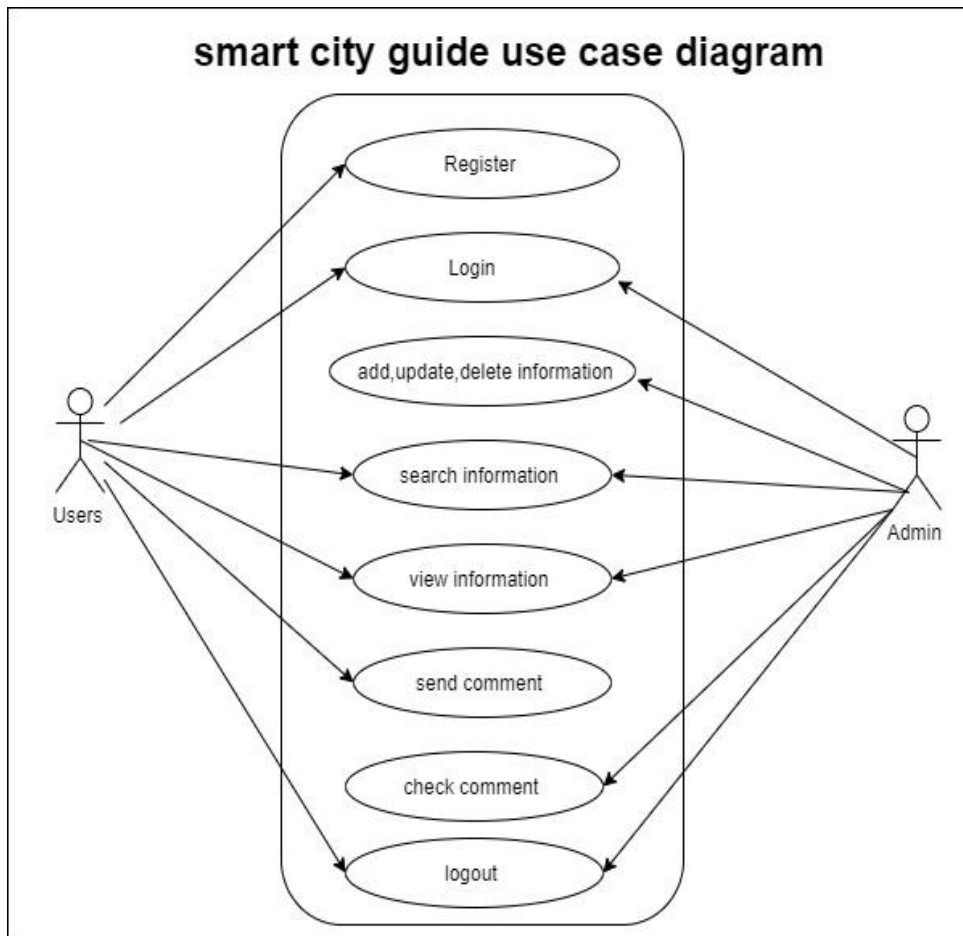 smart city guide use case diagram
Register
Login
add,update,delete information
search information
Users
Admin
view information
send comment
check comment
logout